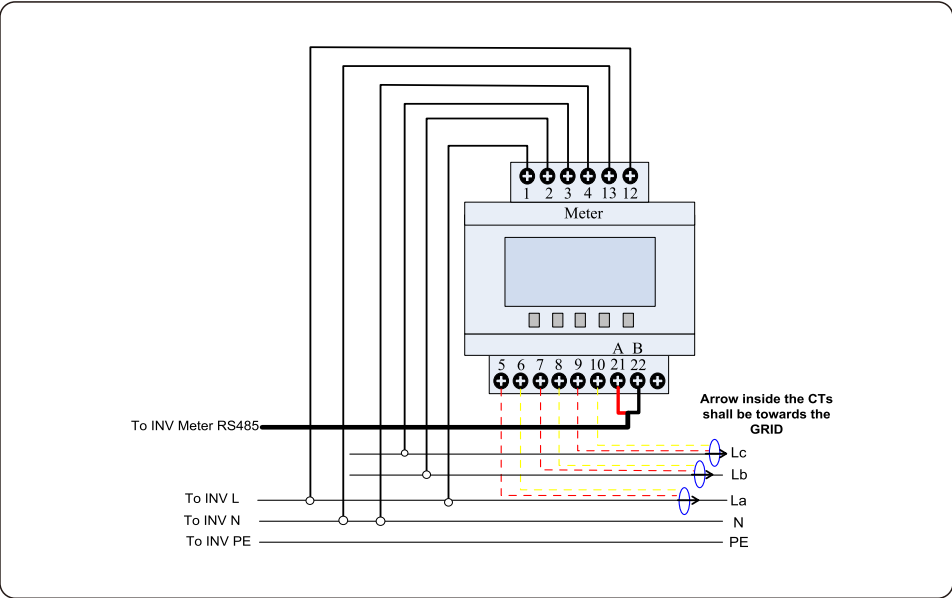 1 2 3 4 13 12
Meter
A B
5 6 7 8 9 10 21 22
Arrow inside the CTs
shall be towards the
GRID
To INV Meter RS485
Lc
Lb
To INV L
La
To INV N
N
To INV PE
PE